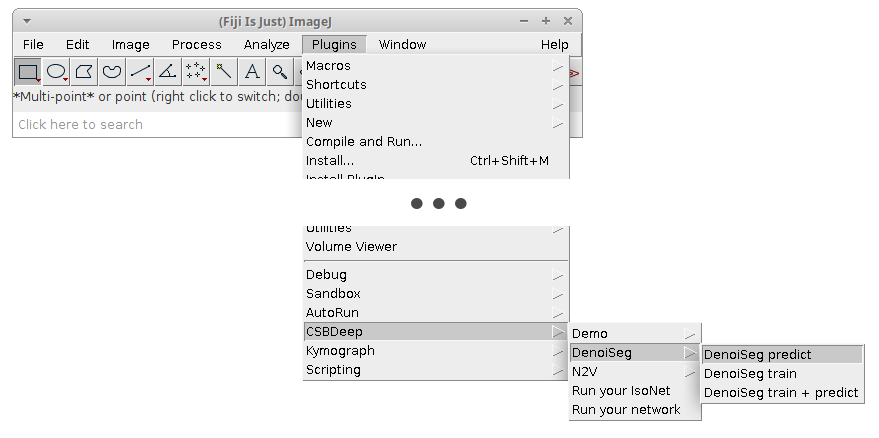 (Fiji Is Just) ImageJ
File Edit Image Process Analyze Plugins Window Help
*Multi-point* or point (right click to switch; dou
Click here to search
Macros
Shortcuts
Utilities
New
Compile and Run...
Install... Ctrl+Shift+M
Install PlugIn
Utilities
Volume Viewer
Debug
Sandbox
AutoRun
CSBDeep
Kymograph
Scripting
Demo
DenoiSeg
N2V
Run your IsoNet
Run your network
DenoiSeg predict
DenoiSeg train
DenoiSeg train + predict